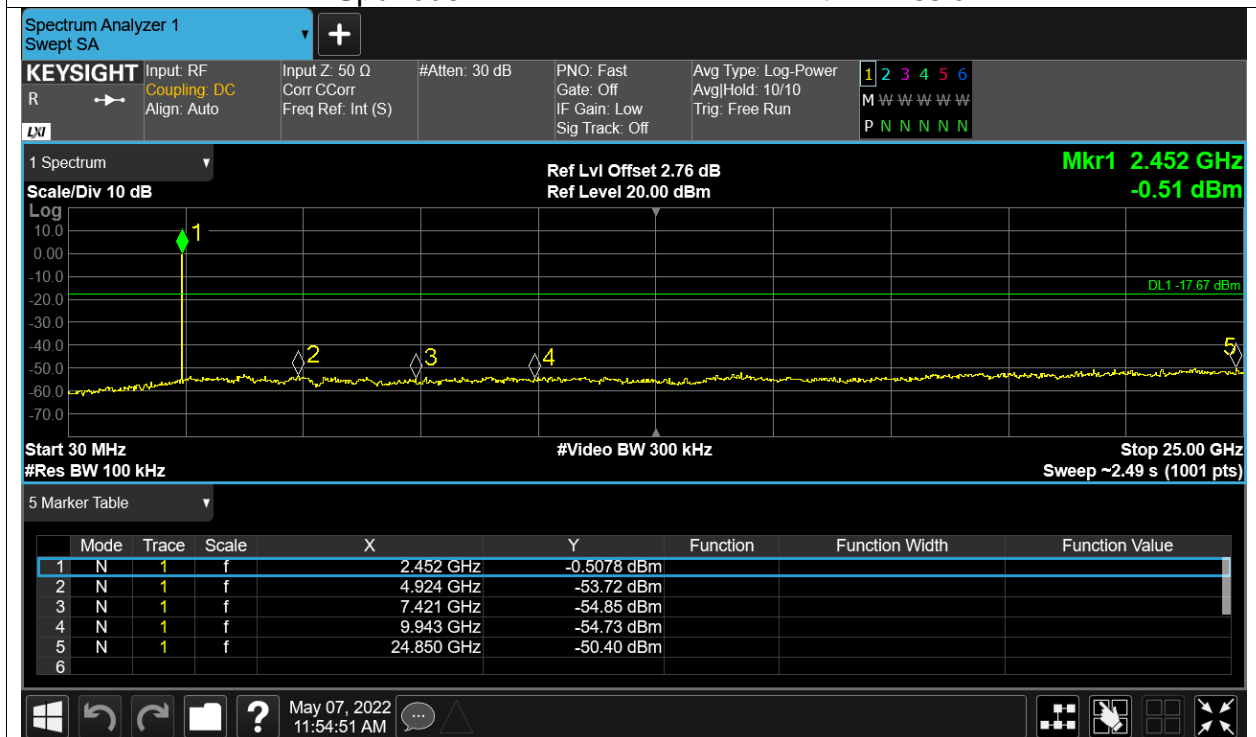 Spectrum Analyzer 1
Swept SA
KEYSIGHT Input: RF Input Z: 50 Ω #Atten: 30 dB PNO: Fast Avg Type: Log-Power 1 2 3 4 5 6
R Coupling: DC Corr CCorr Gate: Off Avg|Hold: 10/10 M W W W W W
Align: Auto Freq Ref: Int (S) IF Gain: Low Trig: Free Run
LXI Sig Track: Off P N N N N N
1 Spectrum Ref Lvl Offset 2.76 dB Mkr1 2.452 GHz
Scale/Div 10 dB Ref Level 20.00 dBm -0.51 dBm
Log
10.0 1
0.00
-10.0
DL1 -17.67 dBm
-20.0
-30.0
-40.0 2 3 4 5
-50.0
-60.0
-70.0
Start 30 MHz #Video BW 300 kHz Stop 25.00 GHz
#Res BW 100 kHz Sweep ~2.49 s (1001 pts)
5 Marker Table
Mode Trace Scale X Y Function Function Width Function Value
1 N 1 f 2.452 GHz -0.5078 dBm
2 N 1 f 4.924 GHz -53.72 dBm
3 N 1 f 7.421 GHz -54.85 dBm
4 N 1 f 9.943 GHz -54.73 dBm
5 N 1 f 24.850 GHz -50.40 dBm
6
? May 07, 2022
11:54:51 AM